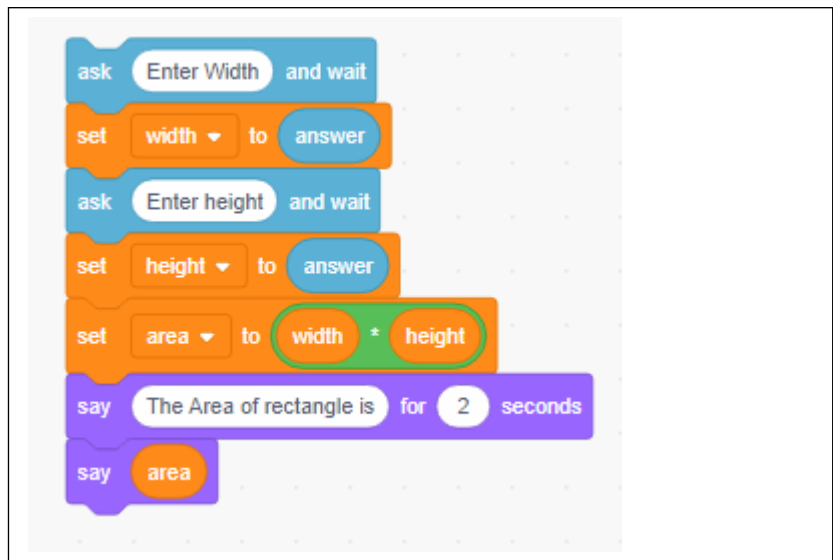 ask Enter Width and wait
set width to answer
ask Enter height and wait
set height to answer
set area to width * height
say The Area of rectangle is for 2 seconds
say area